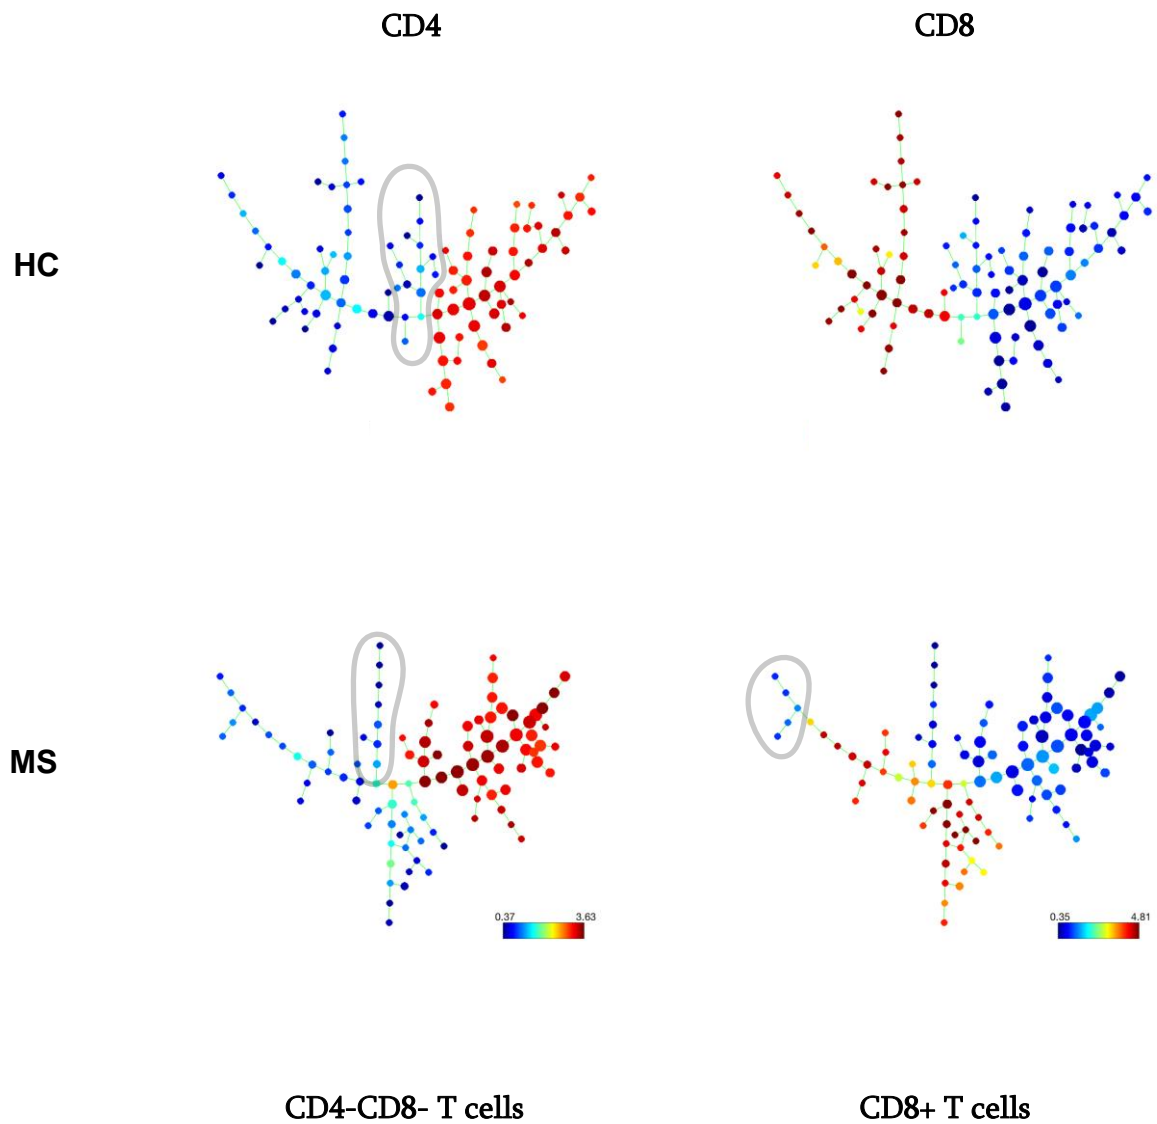 CD4 CD8
HC
MS
0.37 3.63 0.35 4.81
CD4-CD8- T cells CD8+ T cells